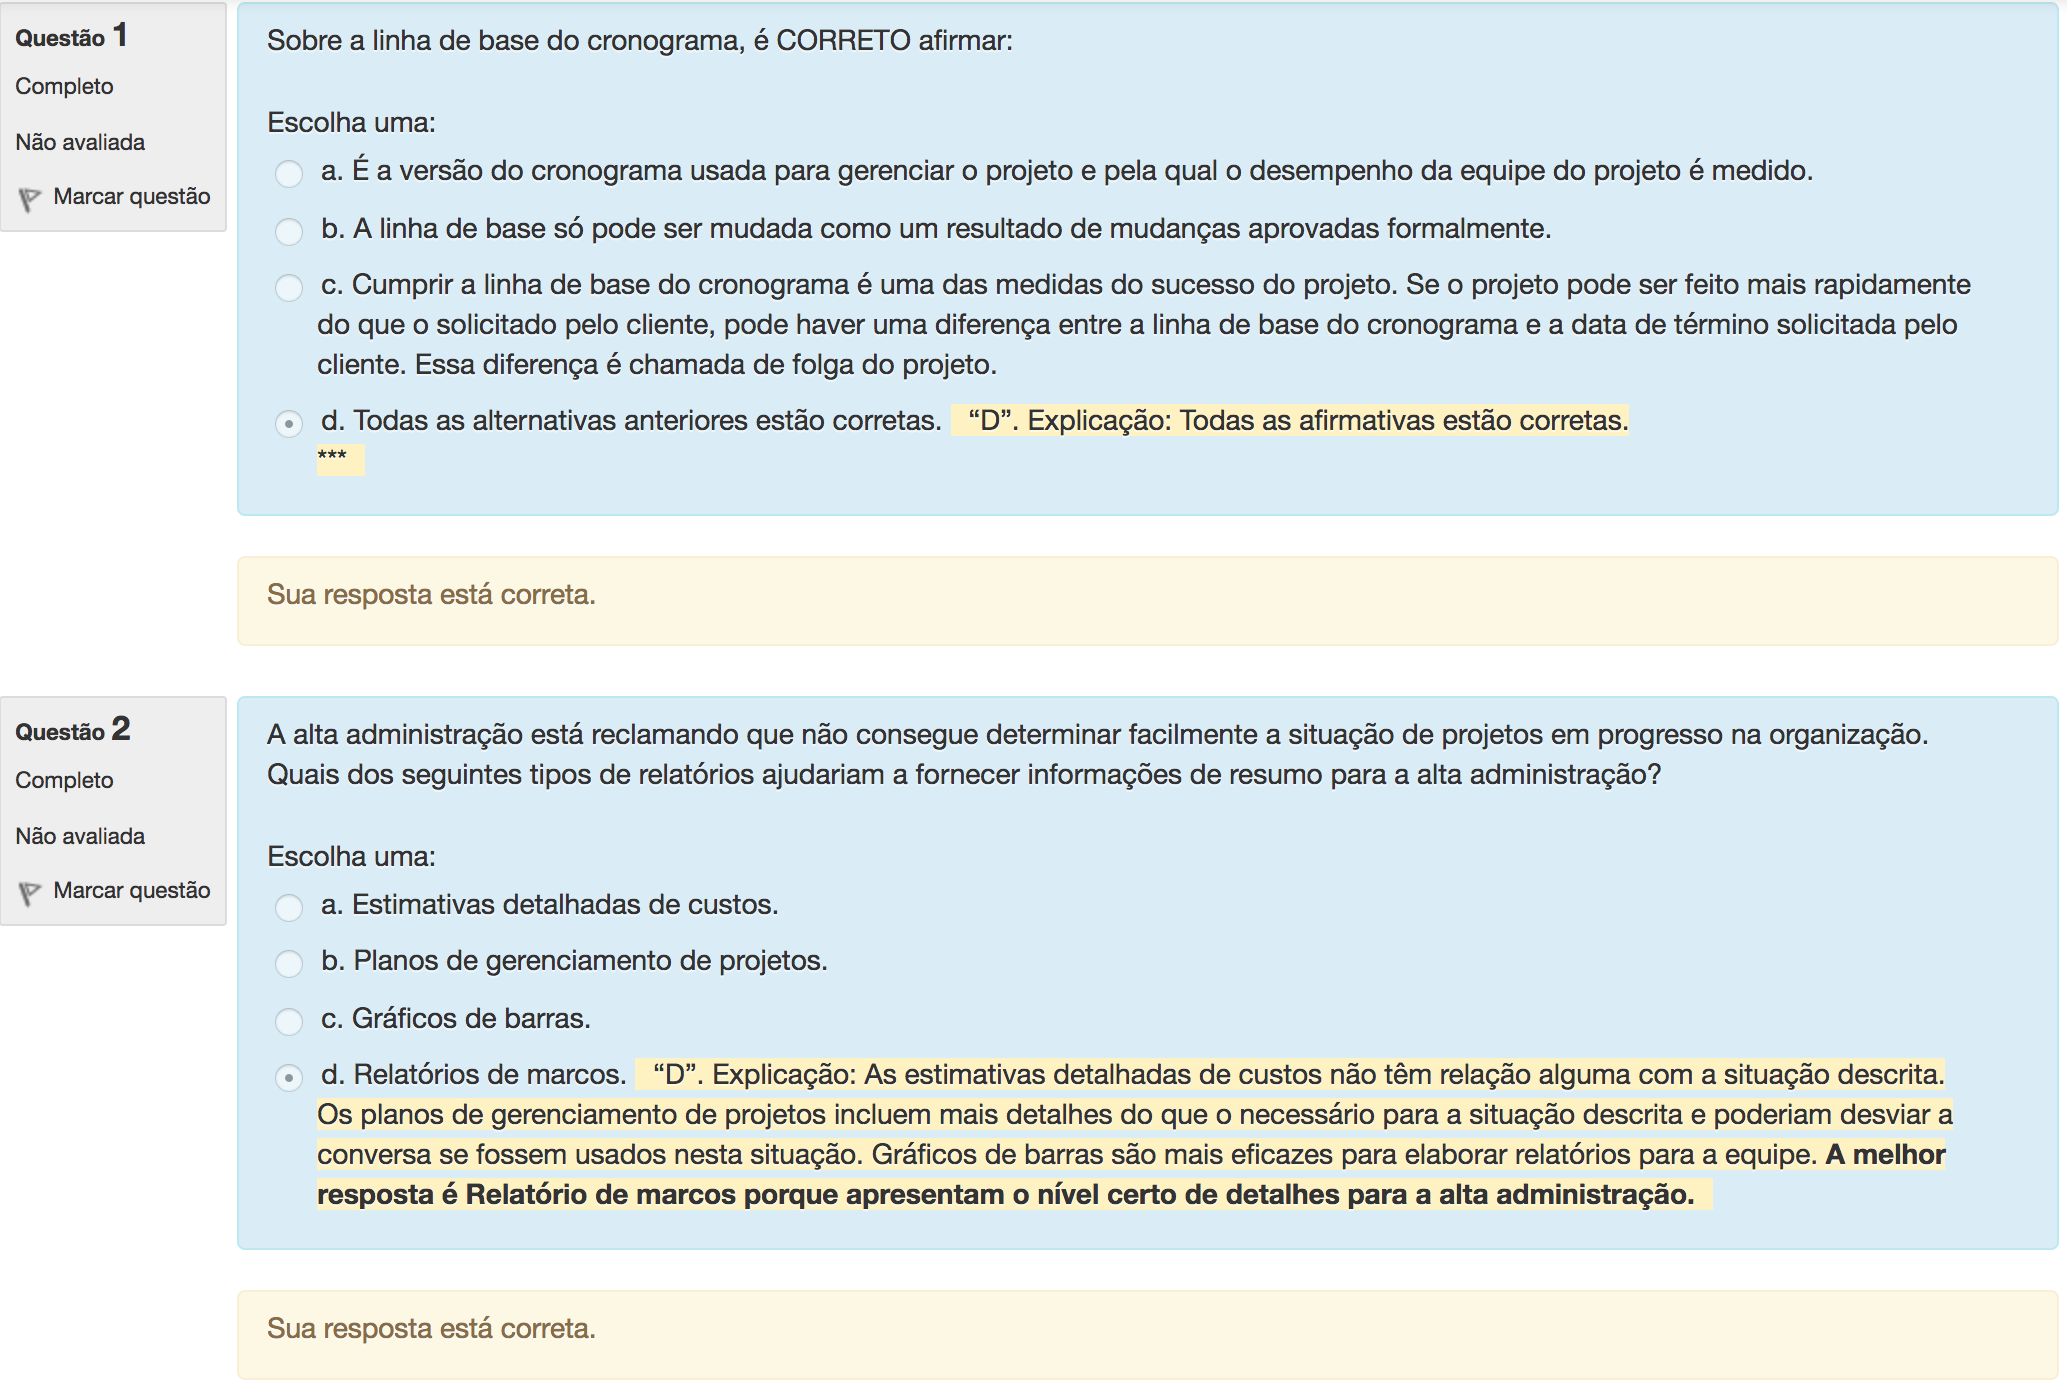 Questão 1
Completo
Não avaliada
Marcar questão
Sobre a linha de base do cronograma, é CORRETO afirmar:
Escolha uma:
a. É a versão do cronograma usada para gerenciar o projeto e pela qual o desempenho da equipe do projeto é medido.
b. A linha de base só pode ser mudada como um resultado de mudanças aprovadas formalmente.
c. Cumprir a linha de base do cronograma é uma das medidas do sucesso do projeto. Se o projeto pode ser feito mais rapidamente
do que o solicitado pelo cliente, pode haver uma diferença entre a linha de base do cronograma e a data de término solicitada pelo
cliente. Essa diferença é chamada de folga do projeto.
d. Todas as alternativas anteriores estão corretas. “D”. Explicação: Todas as afirmativas estão corretas.
***
Sua resposta está correta.
Questão 2
Completo
Não avaliada
Marcar questão
A alta administração está reclamando que não consegue determinar facilmente a situação de projetos em progresso na organização.
Quais dos seguintes tipos de relatórios ajudariam a fornecer informações de resumo para a alta administração?
Escolha uma:
a. Estimativas detalhadas de custos.
b. Planos de gerenciamento de projetos.
c. Gráficos de barras.
d. Relatórios de marcos. “D”. Explicação: As estimativas detalhadas de custos não têm relação alguma com a situação descrita.
Os planos de gerenciamento de projetos incluem mais detalhes do que o necessário para a situação descrita e poderiam desviar a
conversa se fossem usados nesta situação. Gráficos de barras são mais eficazes para elaborar relatórios para a equipe. A melhor
resposta é Relatório de marcos porque apresentam o nível certo de detalhes para a alta administração.
Sua resposta está correta.